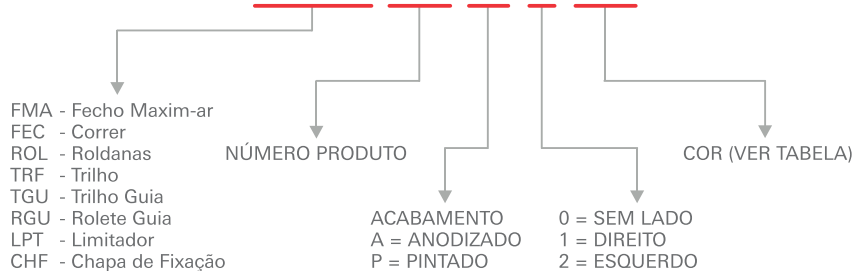 FMA - Fecho Maxim-ar
FEC - Correr
ROL - Roldanas
TRF - Trilho
TGU - Trilho Guia
RGU - Rolete Guia
LPT - Limitador
CHF - Chapa de Fixação
NÚMERO PRODUTO
ACABAMENTO
A = ANODIZADO
P = PINTADO
0 = SEM LADO
1 = DIREITO
2 = ESQUERDO
COR (VER TABELA)